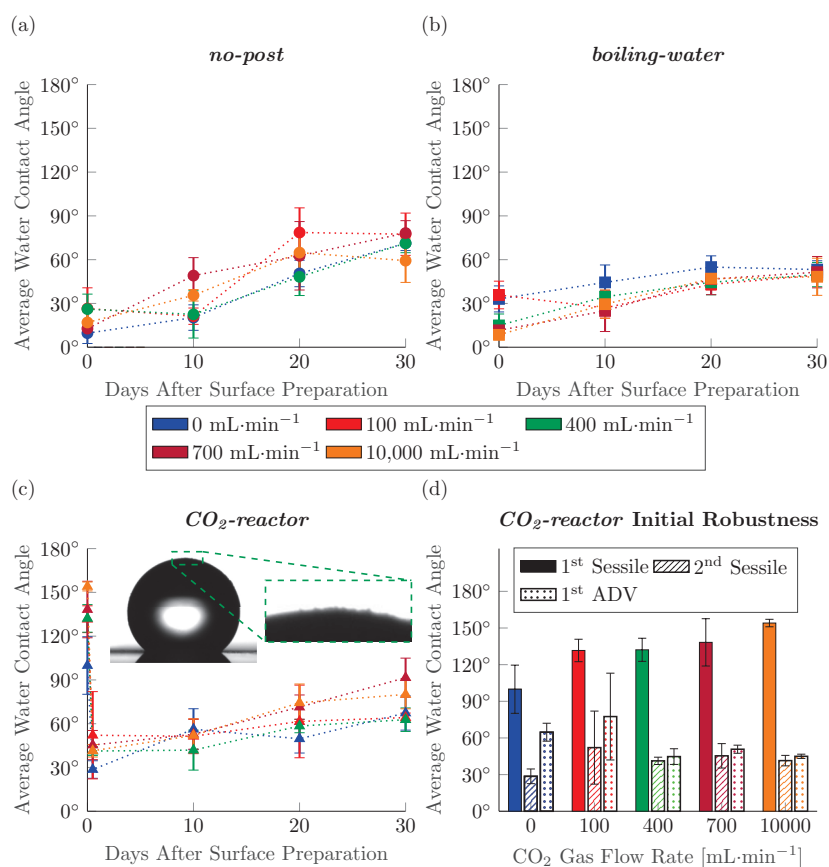 (a)
no-post
180°
150°
120°
90°
60°
30°
0°
0
10
20
30
Average Water Contact Angle
Days After Surface Preparation
(b)
boiling-water
180°
150°
120°
90°
60°
30°
0°
0
10
20
30
Average Water Contact Angle
Days After Surface Preparation
0 mL·min⁻¹
100 mL·min⁻¹
400 mL·min⁻¹
700 mL·min⁻¹
10,000 mL·min⁻¹
(c)
CO₂-reactor
180°
150°
120°
90°
60°
30°
0°
0
10
20
30
Average Water Contact Angle
Days After Surface Preparation
(d)
CO₂-reactor Initial Robustness
1ˢᵗ Sessile
2ⁿᵈ Sessile
1ˢᵗ ADV
180°
150°
120°
90°
60°
30°
0°
0
100
400
700
10000
Average Water Contact Angle
CO₂ Gas Flow Rate [mL·min⁻¹]